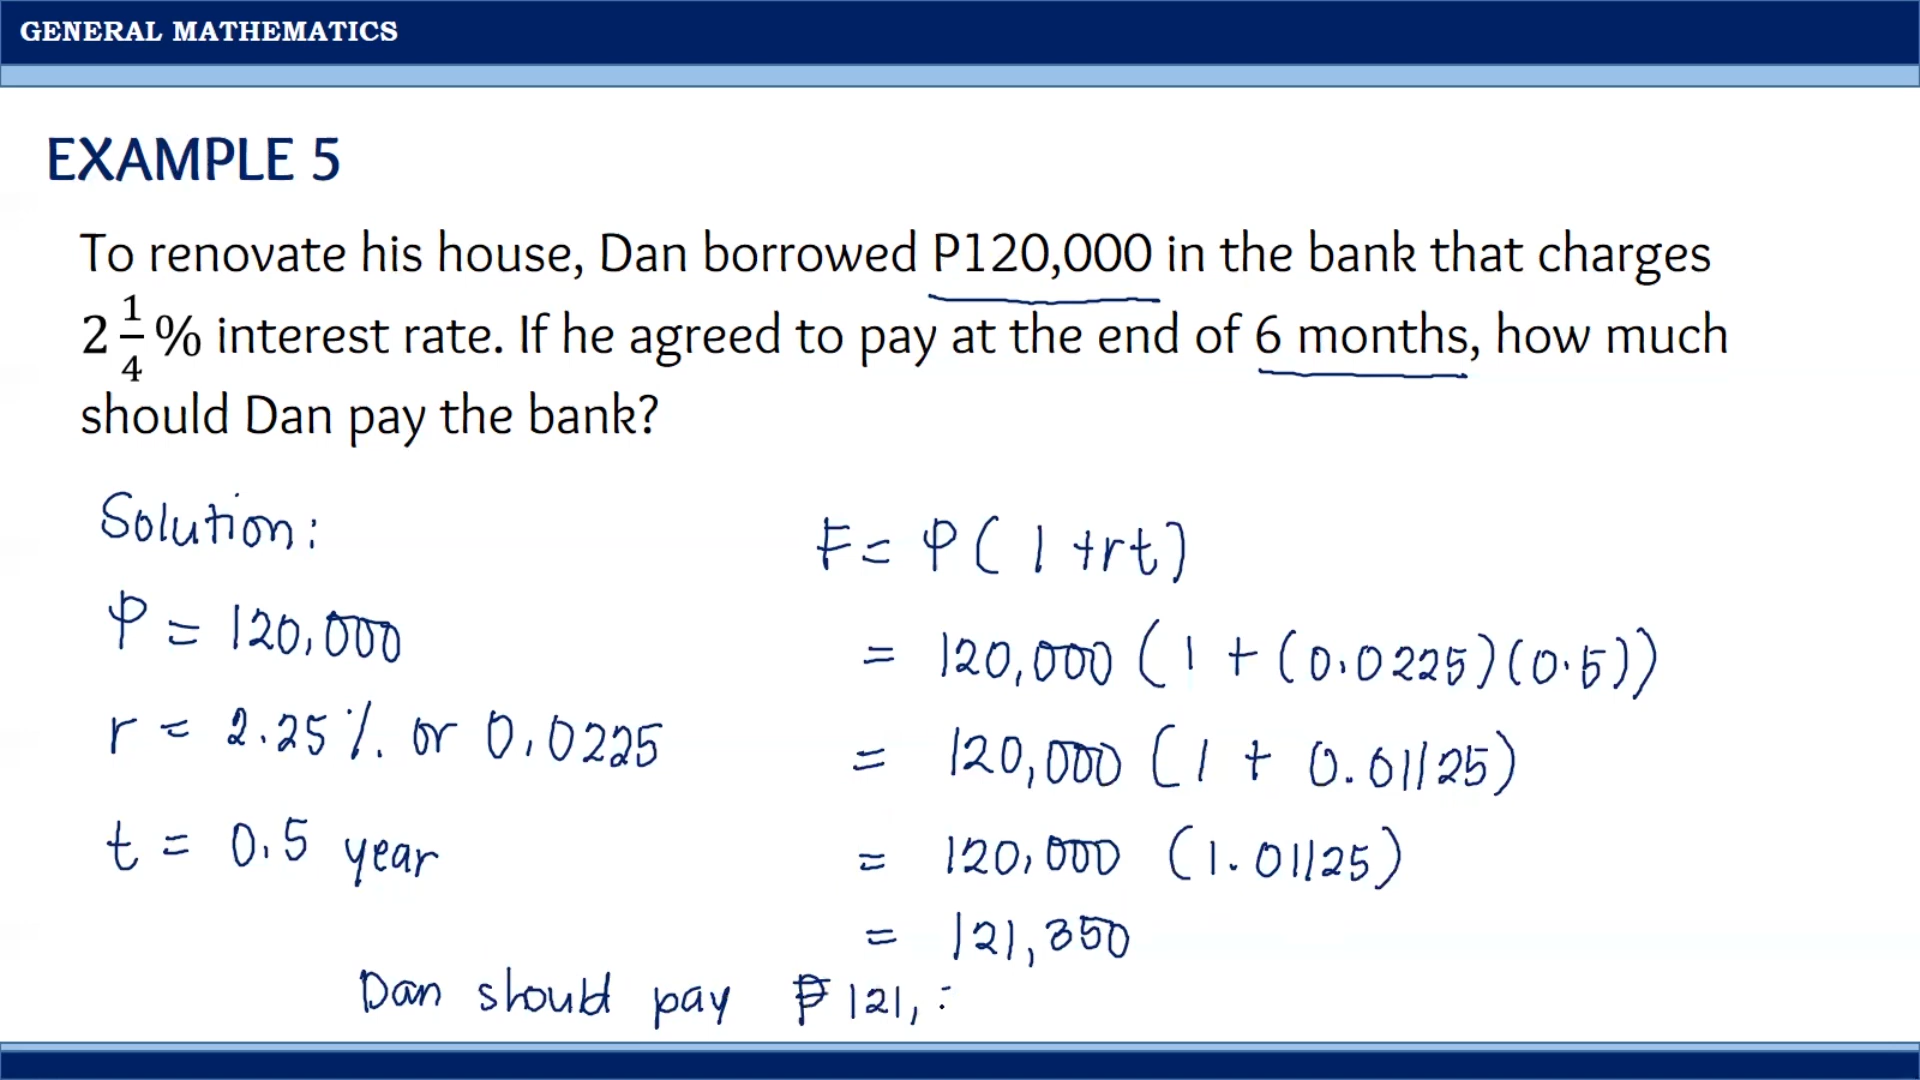 GENERAL MATHEMATICS
EXAMPLE 5
To renovate his house, Dan borrowed P120,000 in the bank that charges
2 1/4 % interest rate. If he agreed to pay at the end of 6 months, how much
should Dan pay the bank?
Solution:
P = 120,000
r = 2.25% or 0.0225
t = 0.5 year
F = P(1+rt)
= 120,000 (1 + (0.0225)(0.5))
= 120,000 (1 + 0.01125)
= 120,000 (1.01125)
= 121,350
Dan should pay ₱121,